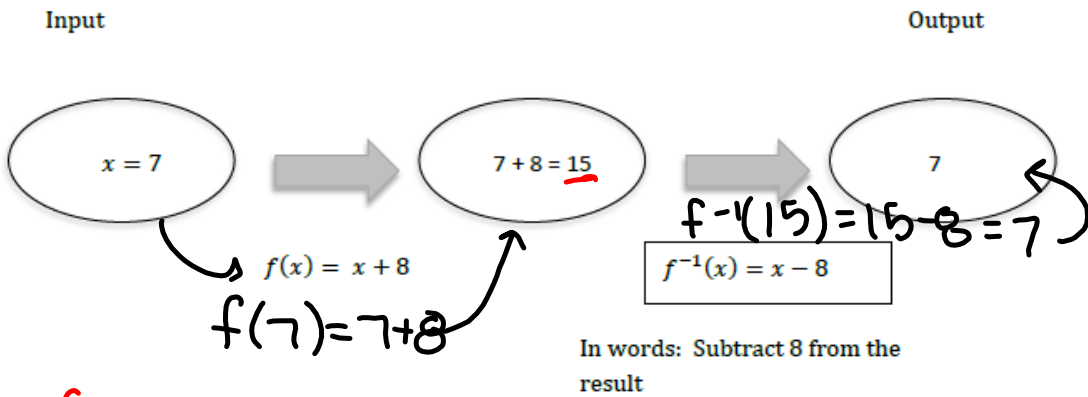 Input
Output
x = 7
7 + 8 = 15
7
f-1(15)=15-8=7
f(x) = x + 8
f⁻¹(x) = x − 8
f(7)=7+8
In words: Subtract 8 from the
result